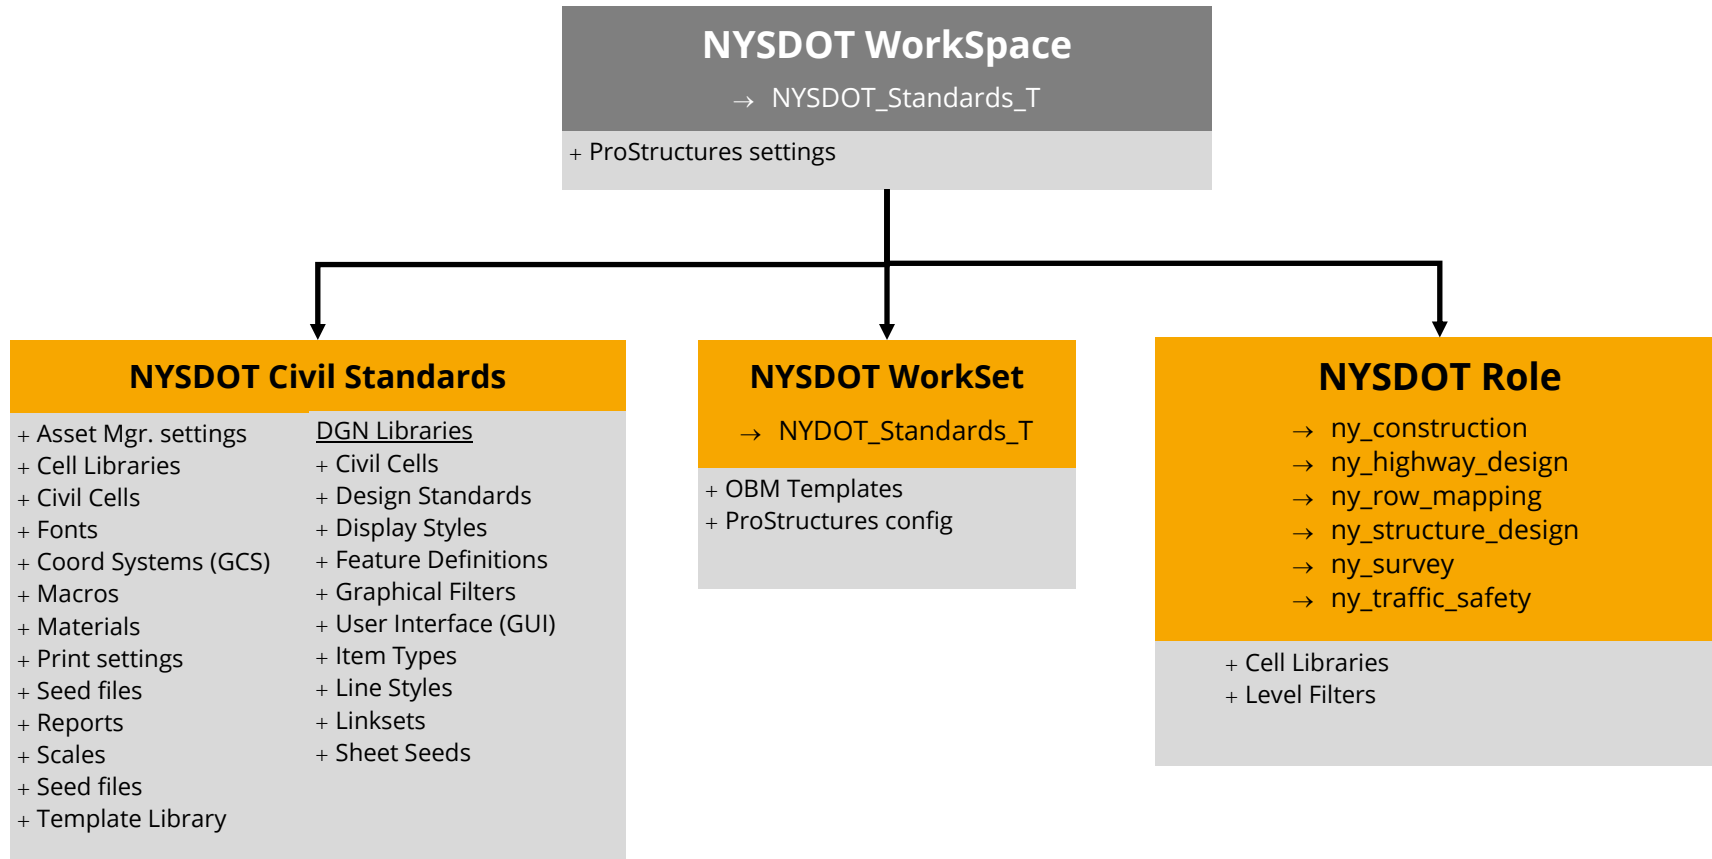 NYSDOT WorkSpace
→ NYSDOT_Standards_T
+ ProStructures settings
NYSDOT Civil Standards
+ Asset Mgr. settings
+ Cell Libraries
+ Civil Cells
+ Fonts
+ Coord Systems (GCS)
+ Macros
+ Materials
+ Print settings
+ Seed files
+ Reports
+ Scales
+ Seed files
+ Template Library
DGN Libraries
+ Civil Cells
+ Design Standards
+ Display Styles
+ Feature Definitions
+ Graphical Filters
+ User Interface (GUI)
+ Item Types
+ Line Styles
+ Linksets
+ Sheet Seeds
NYSDOT WorkSet
→ NYDOT_Standards_T
+ OBM Templates
+ ProStructures config
NYSDOT Role
→ ny_construction
→ ny_highway_design
→ ny_row_mapping
→ ny_structure_design
→ ny_survey
→ ny_traffic_safety
+ Cell Libraries
+ Level Filters